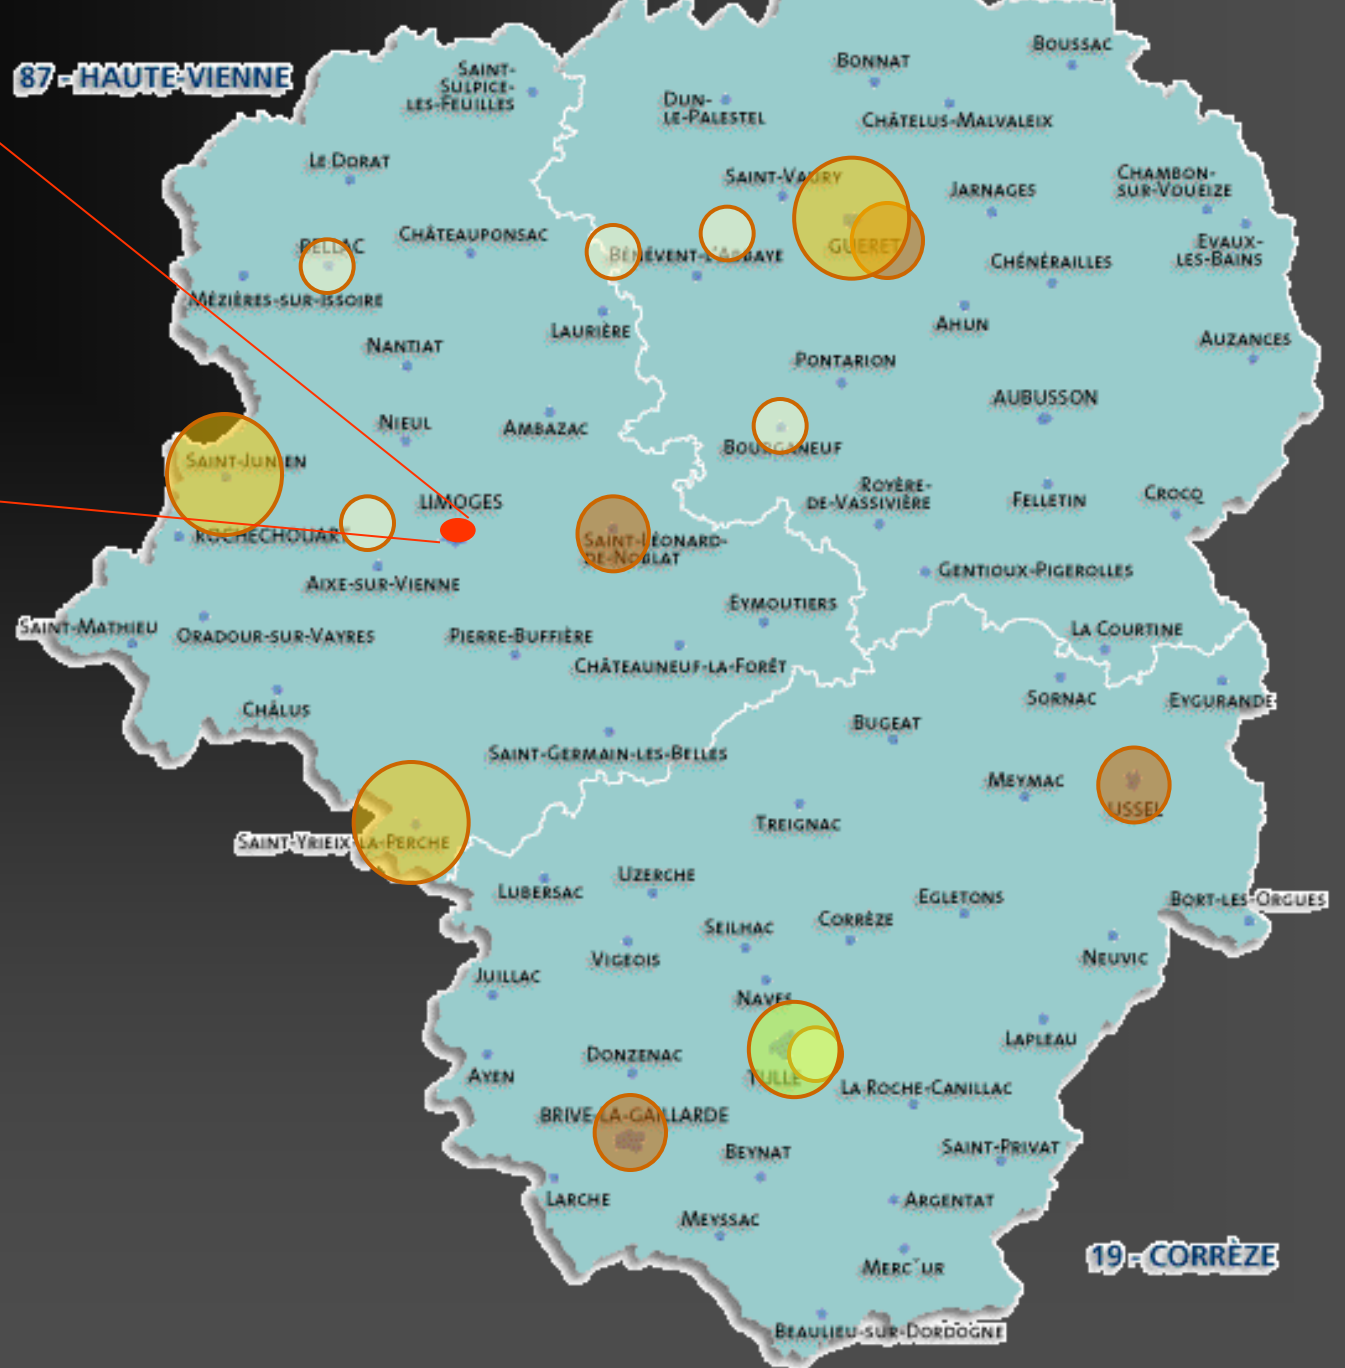 87 - HAUTE-VIENNE
BOUSSAC
BONNAT
SAINT-
SULPICE-
LES-FEUILLES
DUN-
LE-PALESTEL
CHÂTELUS-MALVALEIX
LE DORAT
SAINT-VAURY
JARNAGES
CHAMBON-
SUR-VOUEIZE
BELLAC
CHÂTEAUPONSAC
BÉNÉVENT-L'ABBAYE
GUERET
CHÉNÉRAILLES
EVAUX-
LES-BAINS
MÉZIÈRES-SUR-ISSOIRE
LAURIÈRE
AHUN
AUZANCES
NANTIAT
PONTARION
AUBUSSON
NIEUL
AMBAZAC
BOURGANEUF
SAINT-JUNIEN
LIMOGES
ROYÈRE-
DE-VASSIVIÈRE
FELLETIN
CROCQ
ROCHECHOUART
SAINT-LÉONARD-
DE-NOBLAT
AIXE-SUR-VIENNE
GENTIOUX-PIGEROLLES
EYMOUTIERS
SAINT-MATHIEU
ORADOUR-SUR-VAYRES
PIERRE-BUFFIÈRE
LA COURTINE
CHÂTEAUNEUF-LA-FORÊT
SORNAC
EYGURANDE
CHÂLUS
BUGEAT
SAINT-GERMAIN-LES-BELLES
MEYMAC
USSEL
TREIGNAC
SAINT-YRIEIX-LA-PERCHE
UZERCHE
LUBERSAC
EGLETONS
BORT-LES-ORGUES
SEILHAC
CORRÈZE
VIGEOIS
NEUVIC
JUILLAC
NAVES
LAPLEAU
DONZENAC
AYEN
TULLE
LA ROCHE-CANILLAC
BRIVE-LA-GAILLARDE
BEYNAT
SAINT-PRIVAT
LARCHE
ARGENTAT
MEYSSAC
19 - CORRÈZE
MERCˇUR
BEAULIEU-SUR-DORDOGNE